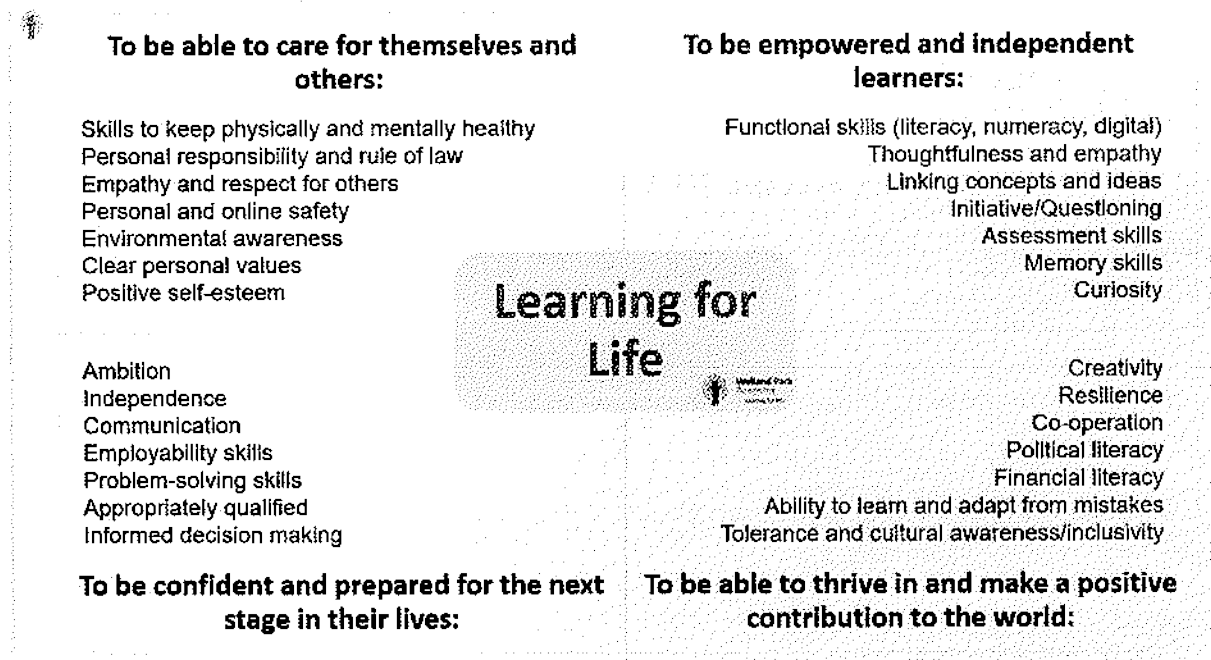 To be able to care for themselves and
others:
Skills to keep physically and mentally healthy
Personal responsibility and rule of law
Empathy and respect for others
Personal and online safety
Environmental awareness
Clear personal values
Positive self-esteem
To be empowered and independent
learners:
Functional skills (literacy, numeracy, digital)
Thoughtfulness and empathy
Linking concepts and ideas
Initiative/Questioning
Assessment skills
Memory skills
Curiosity
Learning for
Life
Welland Park
Ambition
Independence
Communication
Employability skills
Problem-solving skills
Appropriately qualified
Informed decision making
To be confident and prepared for the next
stage in their lives:
Creativity
Resilience
Co-operation
Political literacy
Financial literacy
Ability to learn and adapt from mistakes
Tolerance and cultural awareness/inclusivity
To be able to thrive in and make a positive
contribution to the world: